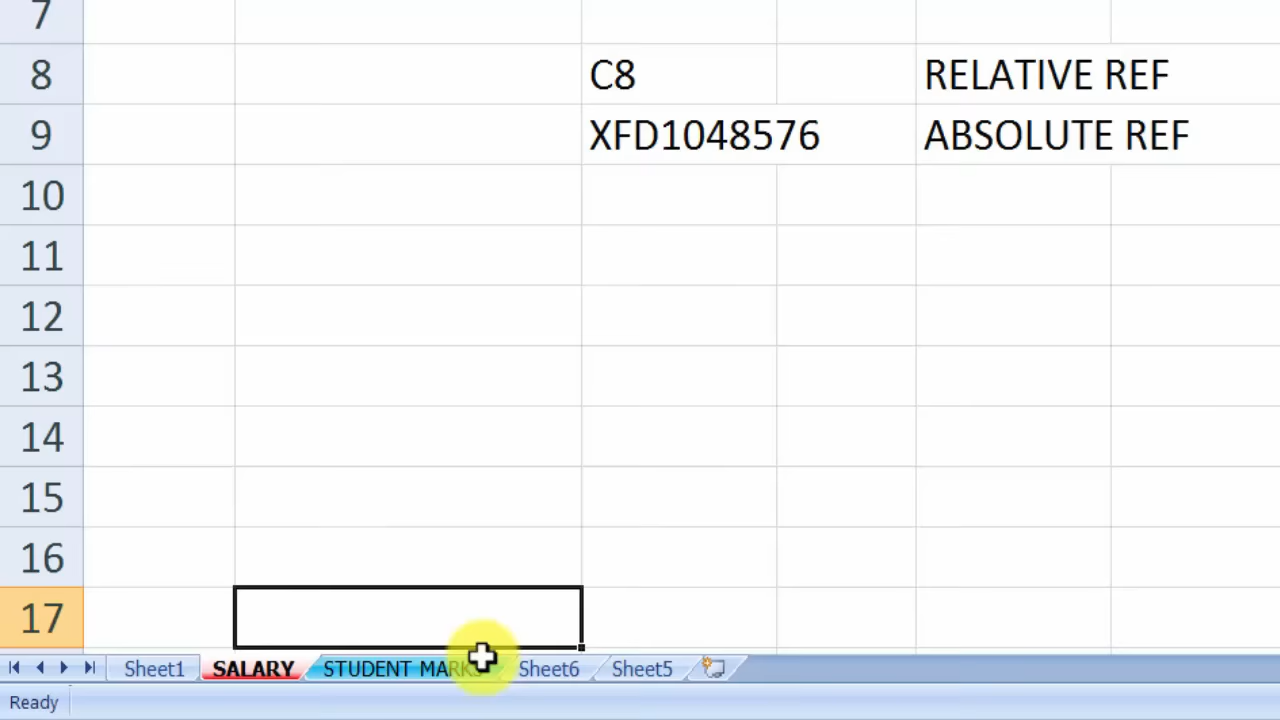 7
8 C8 RELATIVE REF
9 XFD1048576 ABSOLUTE REF
10
11
12
13
14
15
16
17
Sheet1 SALARY STUDENT MARKS Sheet6 Sheet5
Ready